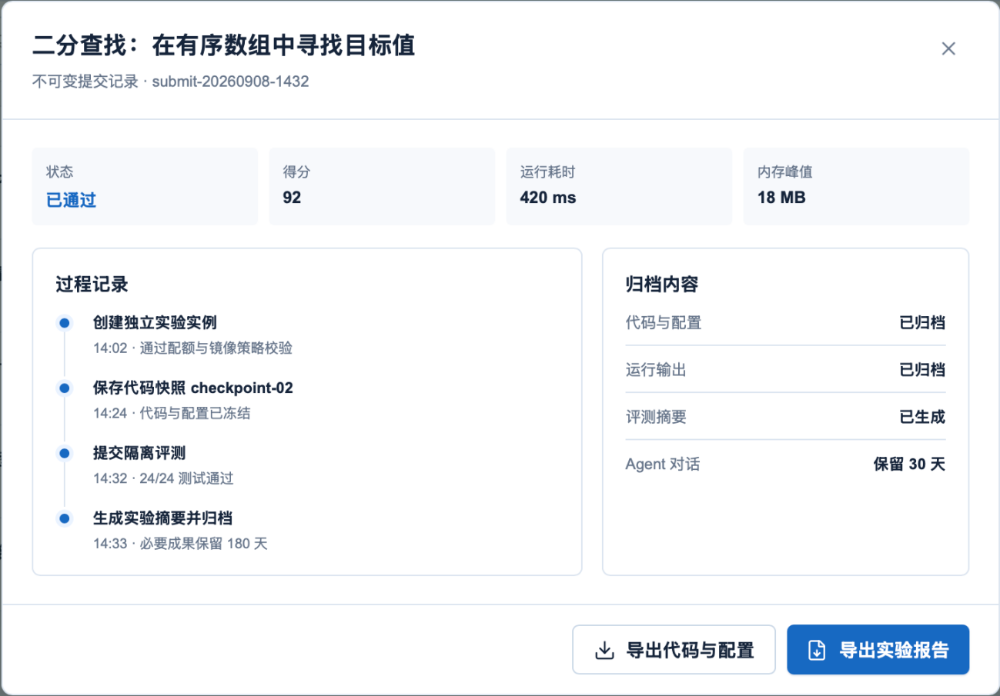 二分查找：在有序数组中寻找目标值
不可变提交记录 · submit-20260908-1432
状态
已通过
得分
92
运行耗时
420 ms
内存峰值
18 MB
过程记录
创建独立实验实例
14:02 · 通过配额与镜像策略校验
保存代码快照 checkpoint-02
14:24 · 代码与配置已冻结
提交隔离评测
14:32 · 24/24 测试通过
生成实验摘要并归档
14:33 · 必要成果保留 180 天
归档内容
代码与配置 已归档
运行输出 已归档
评测摘要 已生成
Agent 对话 保留 30 天
导出代码与配置
导出实验报告